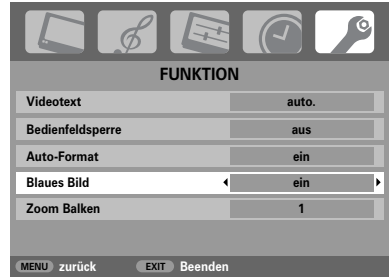 FUNKTION
Videotext auto.
Bedienfeldsperre aus
Auto-Format ein
Blaues Bild ein
Zoom Balken 1
MENU zurück EXIT Beenden